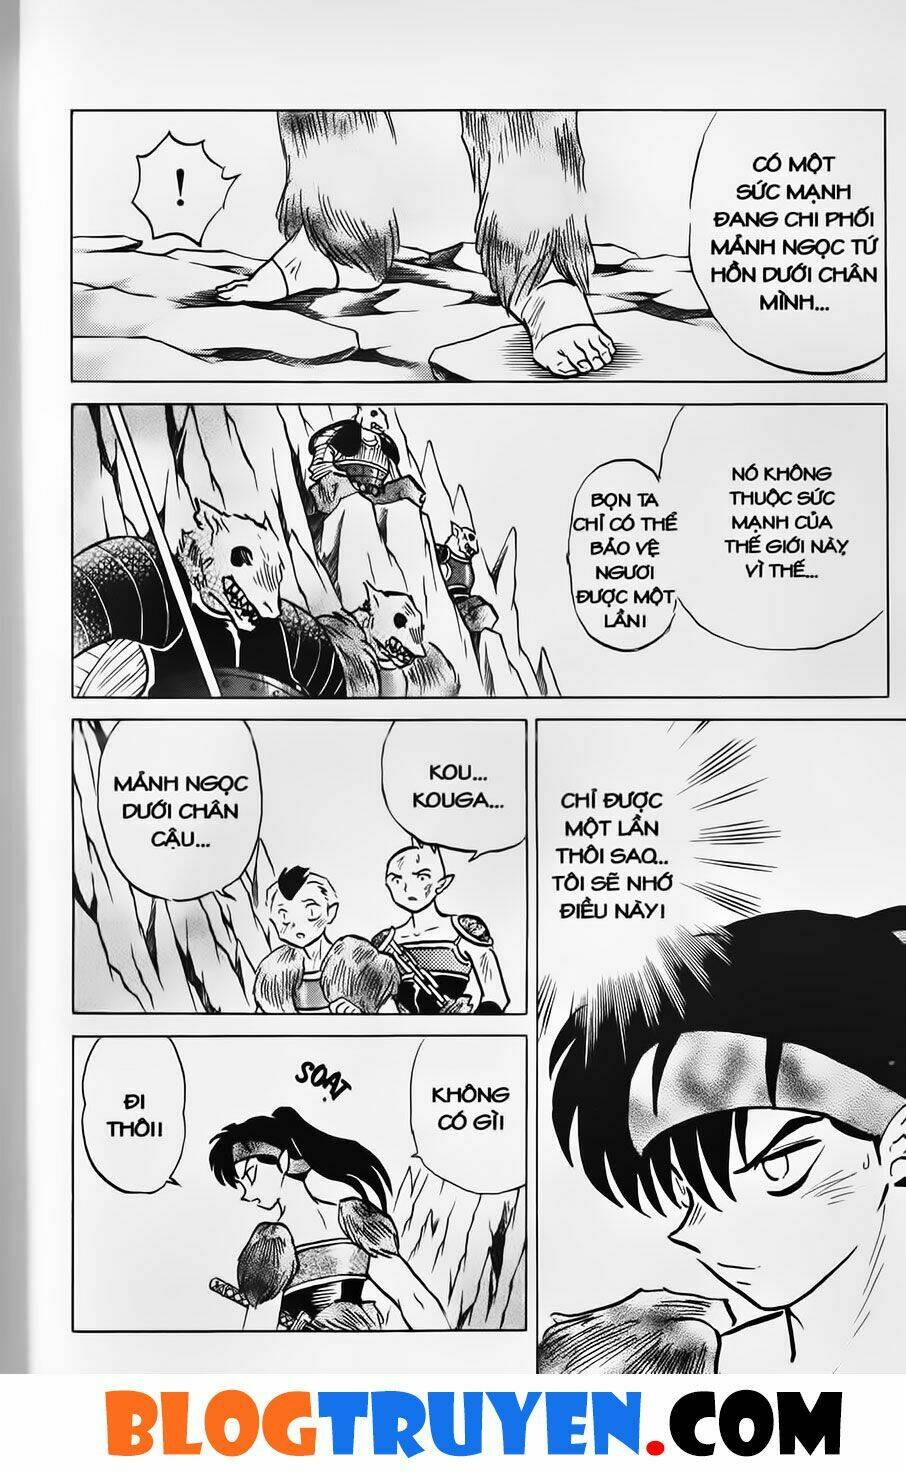 !
CÓ MỘT
SỨC MẠNH
ĐANG CHI PHỐI
MẢNH NGỌC TỨ
HỒN DƯỚI CHÂN
MÌNH...
NÓ KHÔNG
THUỘC SỨC
MẠNH CỦA
THẾ GIỚI NÀY,
VÌ THẾ...
BỌN TA
CHỈ CÓ THỂ
BẢO VỆ
NGƯƠI
ĐƯỢC MỘT
LẦN!
KOU...
KOUGA...
MẢNH NGỌC
DƯỚI CHÂN
CẬU...
CHỈ ĐƯỢC
MỘT LẦN
THÔI SAO...
TÔI SẼ NHỚ
ĐIỀU NÀY!
KHÔNG
CÓ GÌ!
SOẠT
ĐI
THÔI!
BLOGTRUYEN.COM